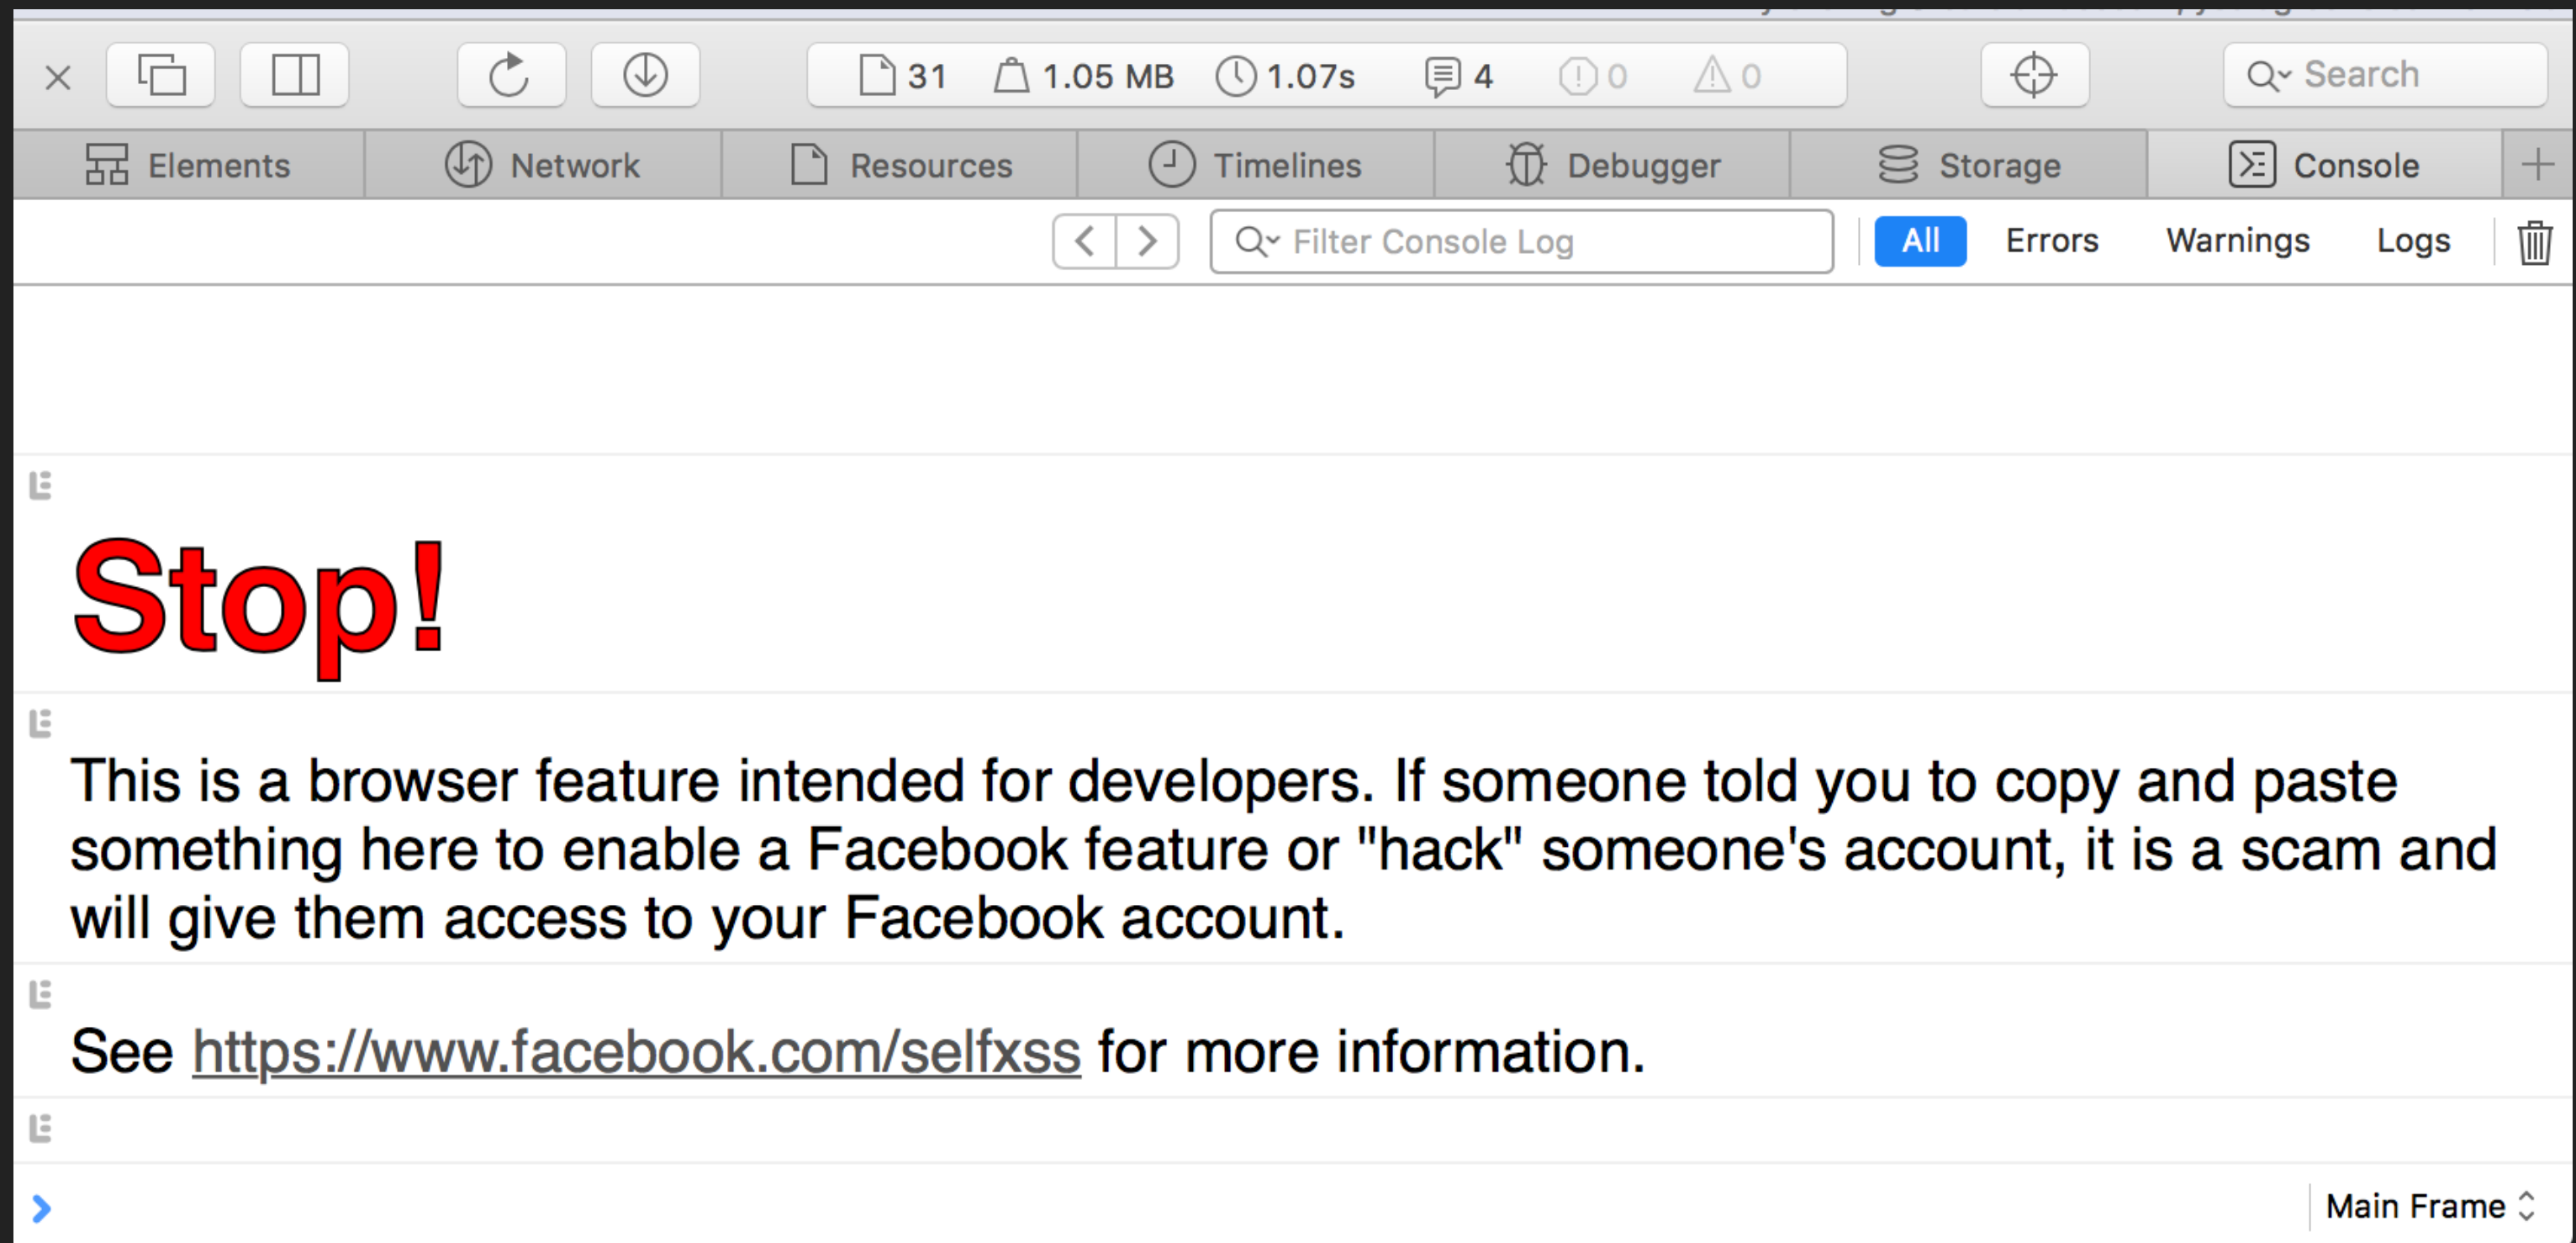 31 1.05 MB 1.07s 4 0 0 Search
Elements Network Resources Timelines Debugger Storage Console
Filter Console Log All Errors Warnings Logs
Stop!
This is a browser feature intended for developers. If someone told you to copy and paste
something here to enable a Facebook feature or "hack" someone's account, it is a scam and
will give them access to your Facebook account.
See https://www.facebook.com/selfxss for more information.
Main Frame